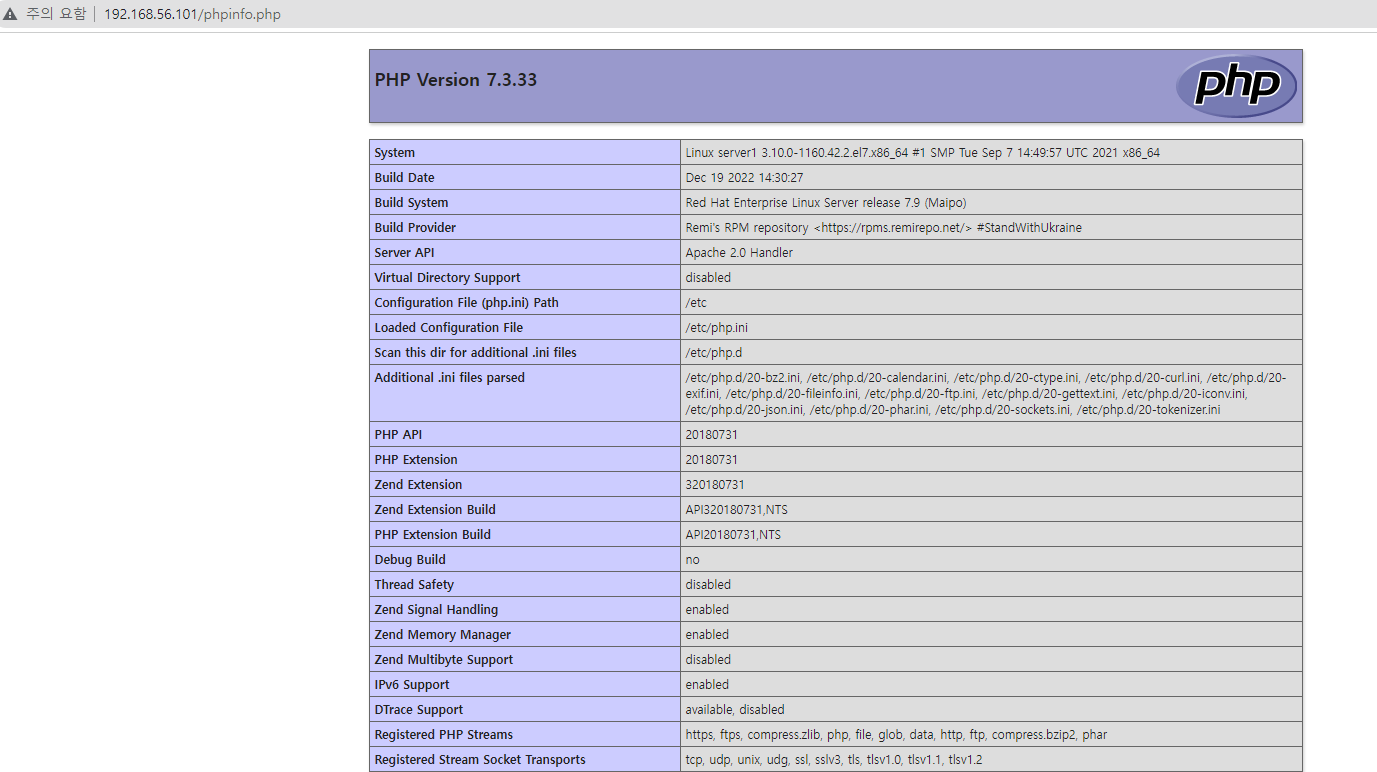 주의 요함 192.168.56.101/phpinfo.php
PHP Version 7.3.33
php
System Linux server1 3.10.0-1160.42.2.el7.x86_64 #1 SMP Tue Sep 7 14:49:57 UTC 2021 x86_64
Build Date Dec 19 2022 14:30:27
Build System Red Hat Enterprise Linux Server release 7.9 (Maipo)
Build Provider Remi's RPM repository <https://rpms.remirepo.net/> #StandWithUkraine
Server API Apache 2.0 Handler
Virtual Directory Support disabled
Configuration File (php.ini) Path /etc
Loaded Configuration File /etc/php.ini
Scan this dir for additional .ini files /etc/php.d
Additional .ini files parsed /etc/php.d/20-bz2.ini, /etc/php.d/20-calendar.ini, /etc/php.d/20-ctype.ini, /etc/php.d/20-curl.ini, /etc/php.d/20-
exif.ini, /etc/php.d/20-fileinfo.ini, /etc/php.d/20-ftp.ini, /etc/php.d/20-gettext.ini, /etc/php.d/20-iconv.ini,
/etc/php.d/20-json.ini, /etc/php.d/20-phar.ini, /etc/php.d/20-sockets.ini, /etc/php.d/20-tokenizer.ini
PHP API 20180731
PHP Extension 20180731
Zend Extension 320180731
Zend Extension Build API320180731,NTS
PHP Extension Build API20180731,NTS
Debug Build no
Thread Safety disabled
Zend Signal Handling enabled
Zend Memory Manager enabled
Zend Multibyte Support disabled
IPv6 Support enabled
DTrace Support available, disabled
Registered PHP Streams https, ftps, compress.zlib, php, file, glob, data, http, ftp, compress.bzip2, phar
Registered Stream Socket Transports tcp, udp, unix, udg, ssl, sslv3, tls, tlsv1.0, tlsv1.1, tlsv1.2